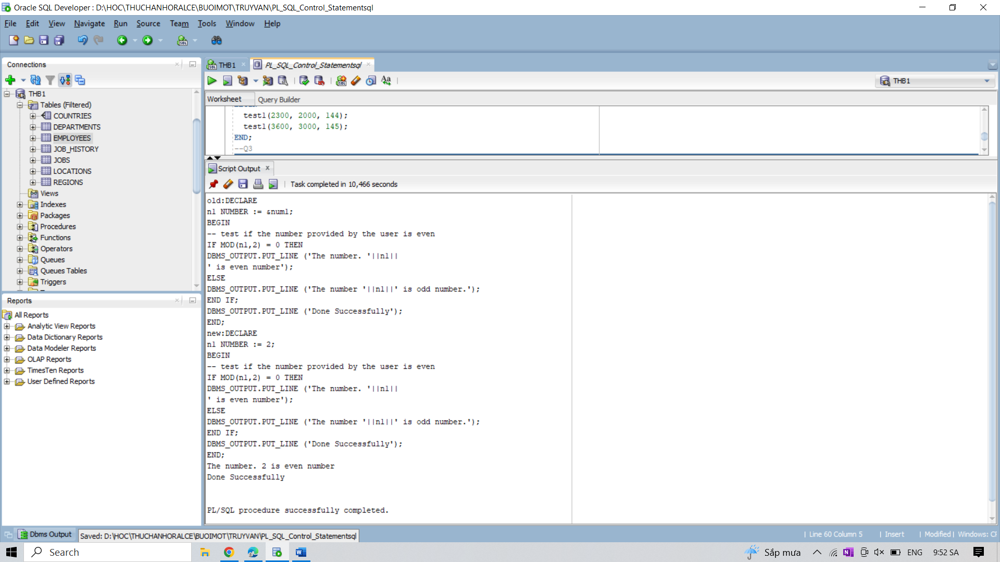 Oracle SQL Developer : D:\HOC\THUCHANHORALCE\BUOIMOT\TRUYVAN\PL_SQL_Control_Statementsql
File Edit View Navigate Run Source Team Tools Window Help
Connections
THB1
Tables (Filtered)
COUNTRIES
DEPARTMENTS
EMPLOYEES
JOB_HISTORY
JOBS
LOCATIONS
REGIONS
Views
Indexes
Packages
Procedures
Functions
Operators
Queues
Queues Tables
Triggers
Reports
All Reports
Analytic View Reports
Data Dictionary Reports
Data Modeler Reports
OLAP Reports
TimesTen Reports
User Defined Reports
THB1 PL_SQL_Control_Statementsql
THB1
Worksheet Query Builder
test1(2300, 2000, 144);
test1(3600, 3000, 145);
END;
--Q3
Script Output
Task completed in 10,466 seconds
old:DECLARE
n1 NUMBER := &num1;
BEGIN
-- test if the number provided by the user is even
IF MOD(n1,2) = 0 THEN
DBMS_OUTPUT.PUT_LINE ('The number. '||n1||
' is even number');
ELSE
DBMS_OUTPUT.PUT_LINE ('The number '||n1||' is odd number.');
END IF;
DBMS_OUTPUT.PUT_LINE ('Done Successfully');
END;
new:DECLARE
n1 NUMBER := 2;
BEGIN
-- test if the number provided by the user is even
IF MOD(n1,2) = 0 THEN
DBMS_OUTPUT.PUT_LINE ('The number. '||n1||
' is even number');
ELSE
DBMS_OUTPUT.PUT_LINE ('The number '||n1||' is odd number.');
END IF;
DBMS_OUTPUT.PUT_LINE ('Done Successfully');
END;
The number. 2 is even number
Done Successfully
PL/SQL procedure successfully completed.
Dbms Output Saved: D:\HOC\THUCHANHORALCE\BUOIMOT\TRUYVAN\PL_SQL_Control_Statementsql
Line 60 Column 5 | Insert | Modified | Windows:
Search Sắp mưa ENG 9:52 SA